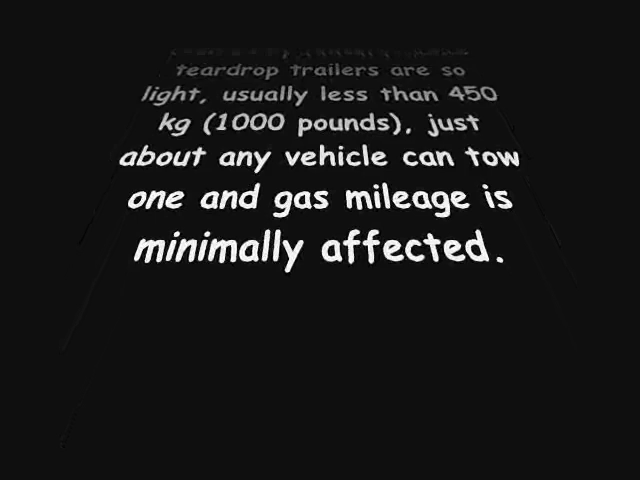 teardrop trailers are so
light, usually less than 450
kg (1000 pounds), just
about any vehicle can tow
one and gas mileage is
minimally affected.